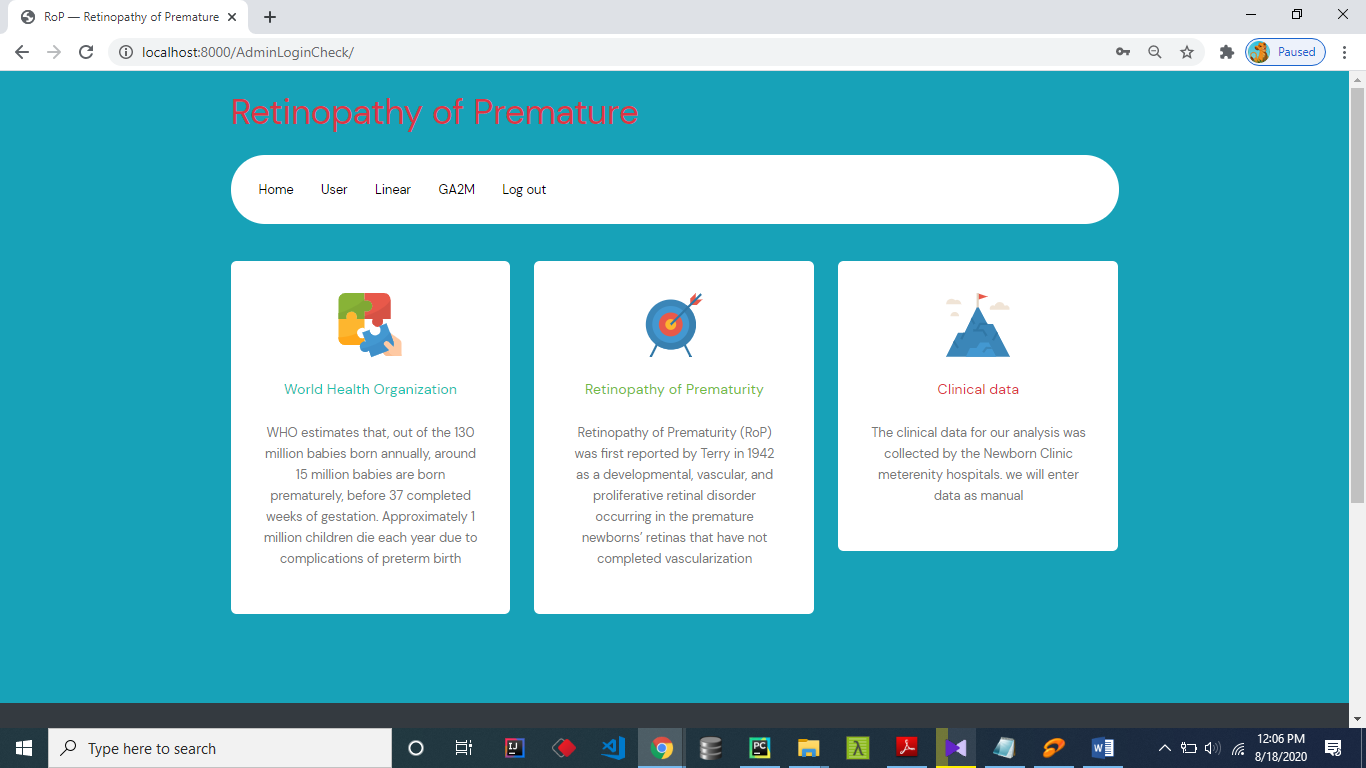 RoP — Retinopathy of Premature
localhost:8000/AdminLoginCheck/
Paused
Retinopathy of Premature
Home User Linear GA2M Log out
World Health Organization
WHO estimates that, out of the 130
million babies born annually, around
15 million babies are born
prematurely, before 37 completed
weeks of gestation. Approximately 1
million children die each year due to
complications of preterm birth
Retinopathy of Prematurity
Retinopathy of Prematurity (RoP)
was first reported by Terry in 1942
as a developmental, vascular, and
proliferative retinal disorder
occurring in the premature
newborns’ retinas that have not
completed vascularization
Clinical data
The clinical data for our analysis was
collected by the Newborn Clinic
meterenity hospitals. we will enter
data as manual
Type here to search
IJ
PC
λ
W
12:06 PM
8/18/2020